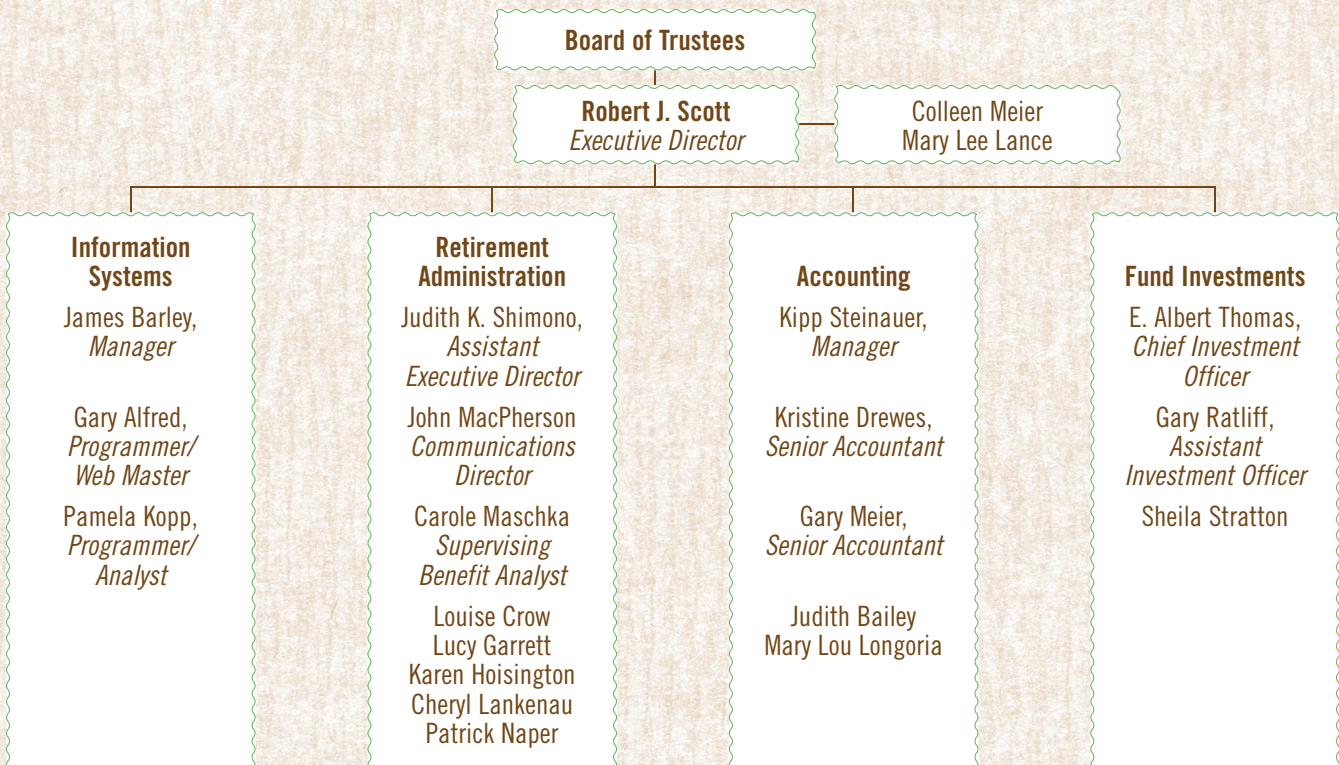 Board of Trustees
Robert J. Scott
Executive Director
Colleen Meier
Mary Lee Lance
Information
Systems
James Barley,
Manager
Gary Alfred,
Programmer/
Web Master
Pamela Kopp,
Programmer/
Analyst
Retirement
Administration
Judith K. Shimono,
Assistant
Executive Director
John MacPherson
Communications
Director
Carole Maschka
Supervising
Benefit Analyst
Louise Crow
Lucy Garrett
Karen Hoisington
Cheryl Lankenau
Patrick Naper
Accounting
Kipp Steinauer,
Manager
Kristine Drewes,
Senior Accountant
Gary Meier,
Senior Accountant
Judith Bailey
Mary Lou Longoria
Fund Investments
E. Albert Thomas,
Chief Investment
Officer
Gary Ratliff,
Assistant
Investment Officer
Sheila Stratton